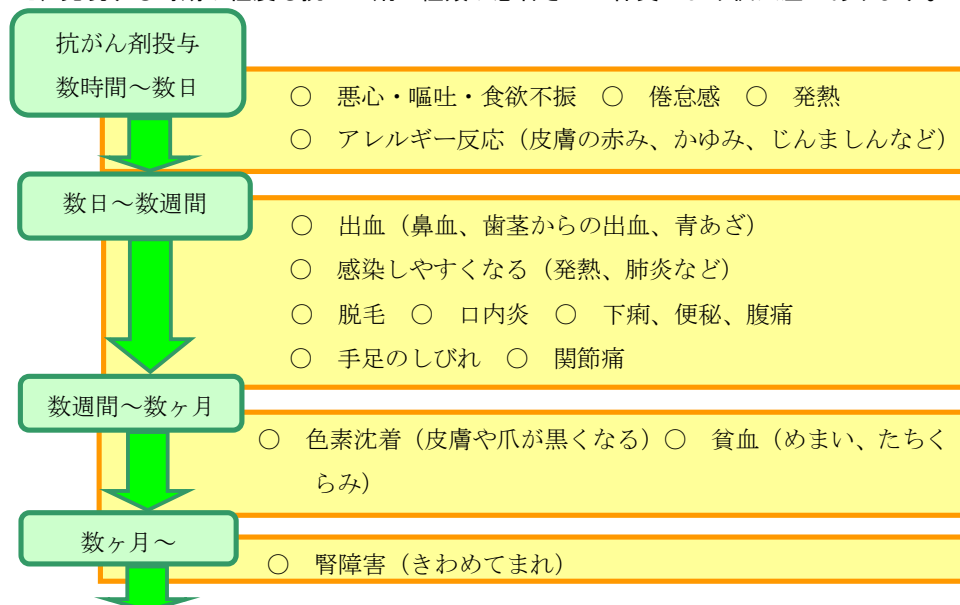 抗がん剤投与
数時間～数日
○ 悪心・嘔吐・食欲不振 ○ 倦怠感 ○ 発熱
○ アレルギー反応（皮膚の赤み、かゆみ、じんましんなど）
数日～数週間
○ 出血（鼻血、歯茎からの出血、青あざ）
○ 感染しやすくなる（発熱、肺炎など）
○ 脱毛 ○ 口内炎 ○ 下痢、便秘、腹痛
○ 手足のしびれ ○ 関節痛
数週間～数ヶ月
○ 色素沈着（皮膚や爪が黒くなる）○ 貧血（めまい、たちく
らみ）
数ヶ月～
○ 腎障害（きわめてまれ）